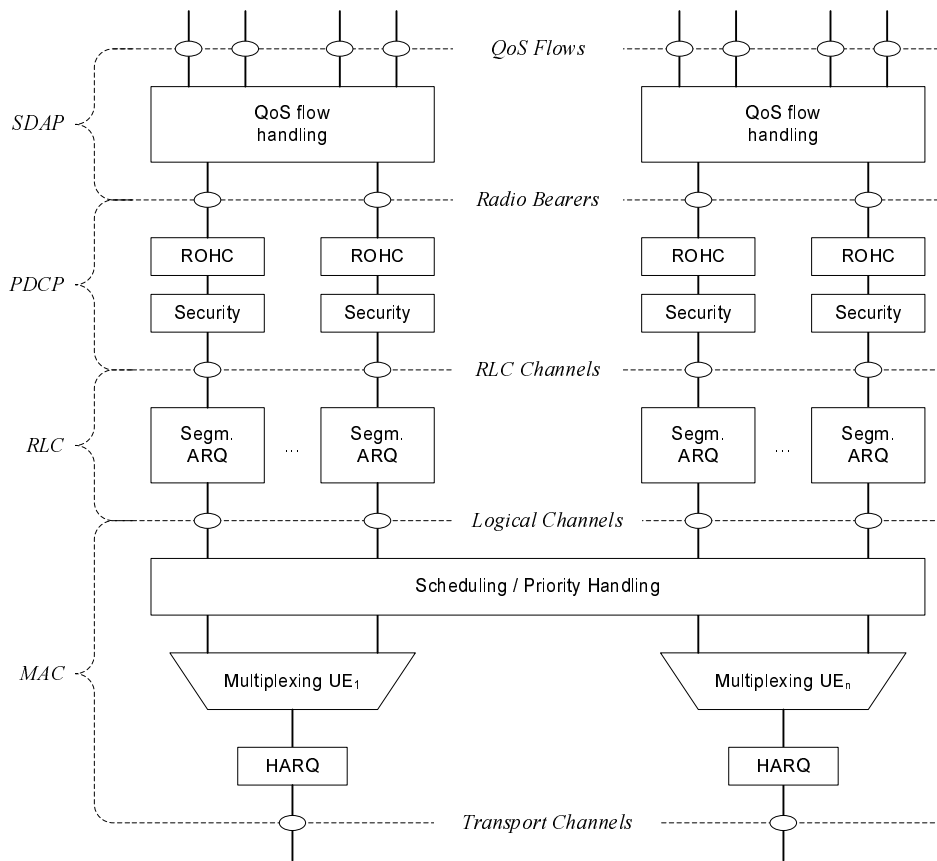 QoS Flows
QoS flow
handling
QoS flow
handling
SDAP
Radio Bearers
ROHC
ROHC
ROHC
ROHC
PDCP
Security
Security
Security
Security
RLC Channels
Segm.
ARQ
...
Segm.
ARQ
Segm.
ARQ
...
Segm.
ARQ
RLC
Logical Channels
Scheduling / Priority Handling
MAC
Multiplexing UE₁
Multiplexing UEₙ
HARQ
HARQ
Transport Channels